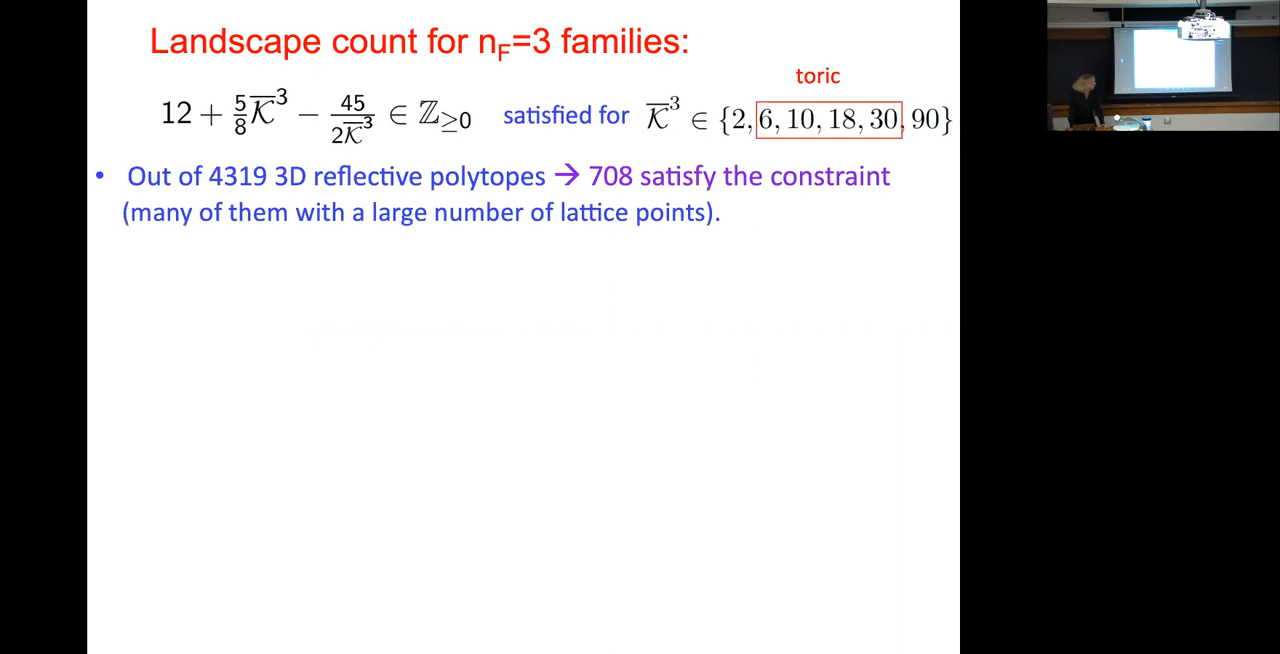 Landscape count for n_F=3 families:
toric
12 + 5/8 K̅³ − 45/(2K̅³) ∈ ℤ≥0 satisfied for K̅³ ∈ {2, 6, 10, 18, 30, 90}
• Out of 4319 3D reflective polytopes → 708 satisfy the constraint
(many of them with a large number of lattice points).